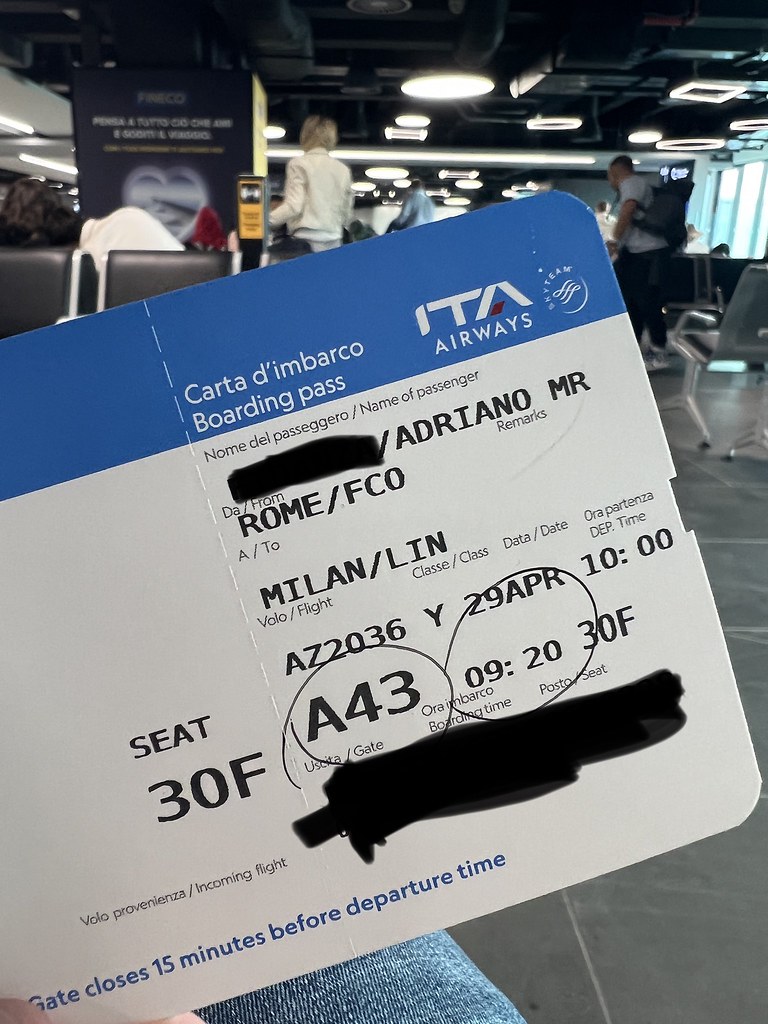 FINECO
PENSA A TUTTO CIÒ CHE AMI
E GODITI IL VIAGGIO.
ITA
AIRWAYS
SKYTEAM
Carta d'imbarco
Boarding pass
Nome del passeggero / Name of passenger
/ADRIANO MR
Remarks
Da / From
ROME/FCO
A / To
MILAN/LIN
Classe / Class
Data / Date
Ora partenza
DEP. Time
Volo / Flight
AZ2036 Y 29APR 10:00
A43 09:20 30F
Uscita / Gate
Ora imbarco
Boarding time
Posto / Seat
SEAT
30F
Volo provenienza / Incoming flight
Gate closes 15 minutes before departure time